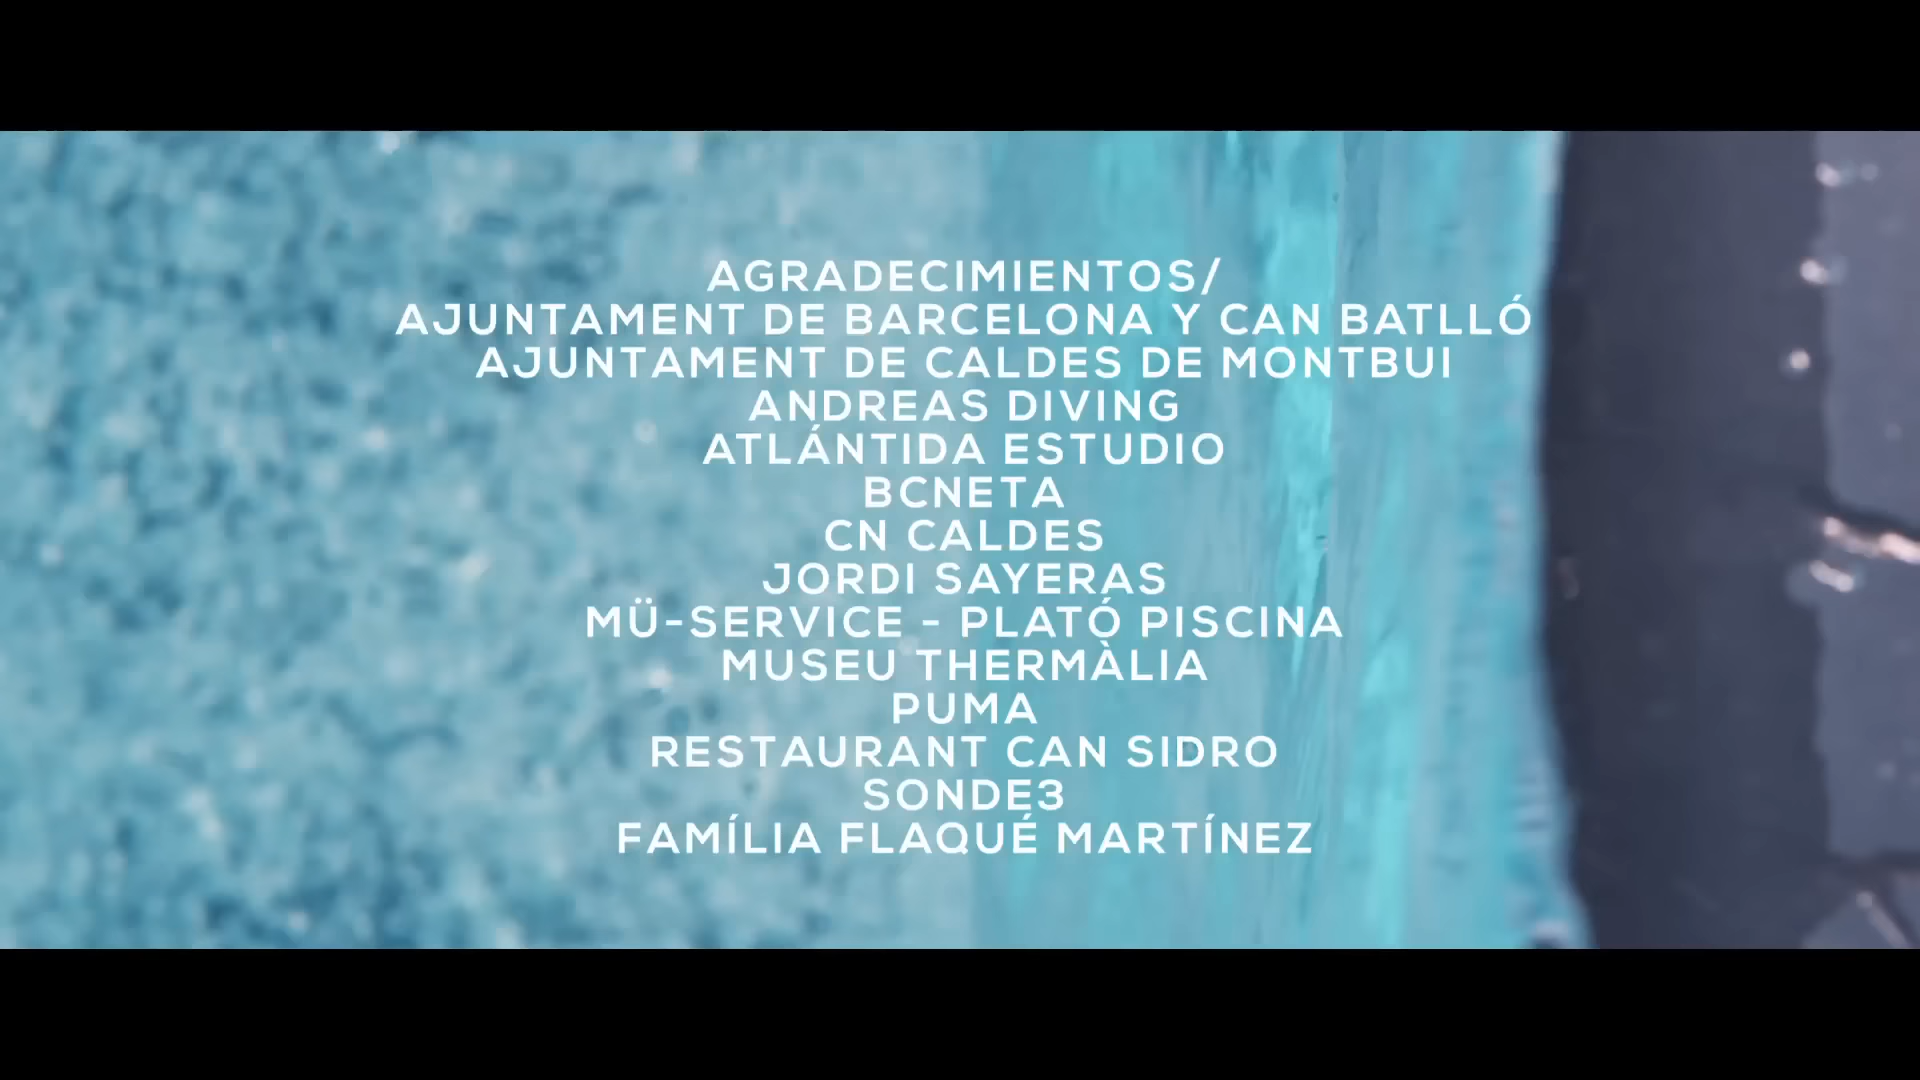 AGRADECIMIENTOS/
AJUNTAMENT DE BARCELONA Y CAN BATLLÓ
AJUNTAMENT DE CALDES DE MONTBUI
ANDREAS DIVING
ATLÁNTIDA ESTUDIO
BCNETA
CN CALDES
JORDI SAYERAS
MÜ-SERVICE - PLATÓ PISCINA
MUSEU THERMÀLIA
PUMA
RESTAURANT CAN SIDRO
SONDE3
FAMÍLIA FLAQUÉ MARTÍNEZ